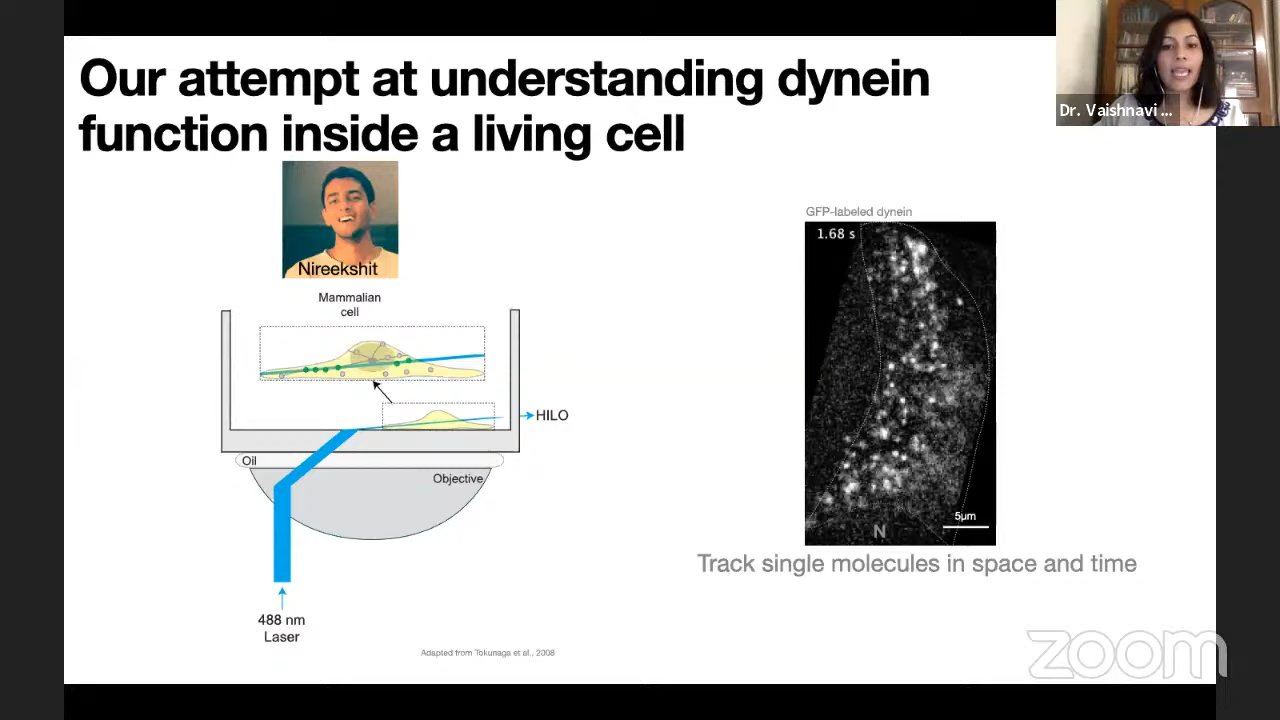 Our attempt at understanding dynein
function inside a living cell
Dr. Vaishnavi ...
Nireekshit
Mammalian
cell
HILO
Oil
Objective
488 nm
Laser
Adapted from Tokunaga et al., 2008
GFP-labeled dynein
1.68 s
5μm
N
Track single molecules in space and time
zoom